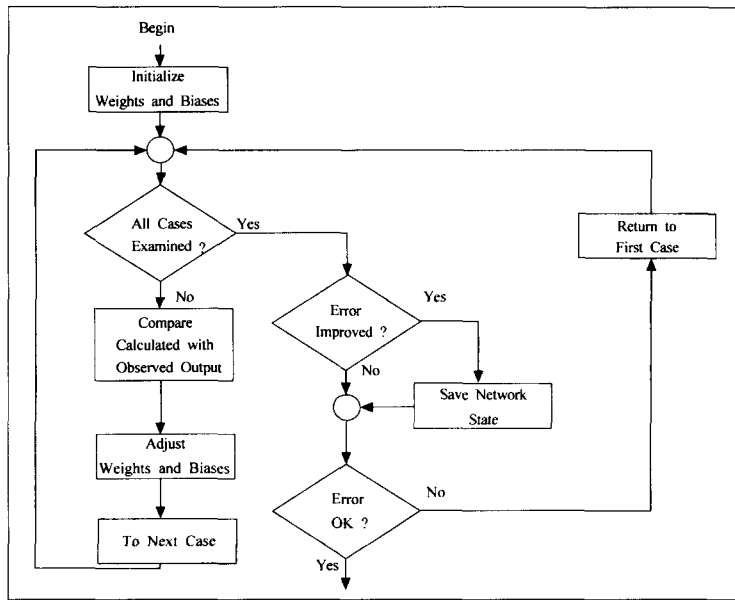 Begin
Initialize
Weights and Biases
All Cases
Examined ?
Yes
No
Compare
Calculated with
Observed Output
Adjust
Weights and Biases
To Next Case
Error
Improved ?
Yes
No
Save Network
State
Error
OK ?
No
Yes
Return to
First Case